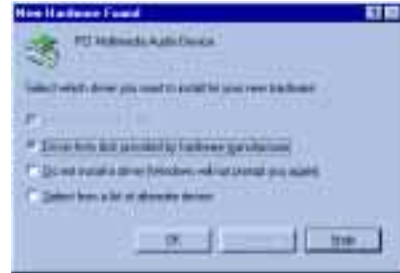 New Hardware Found
PCI Multimedia Audio Device
Select which driver you want to install for your new hardware:
Driver from disk provided by hardware manufacturer
Do not install a driver (Windows will not prompt you again)
Select from a list of alternate drivers
OK
Help